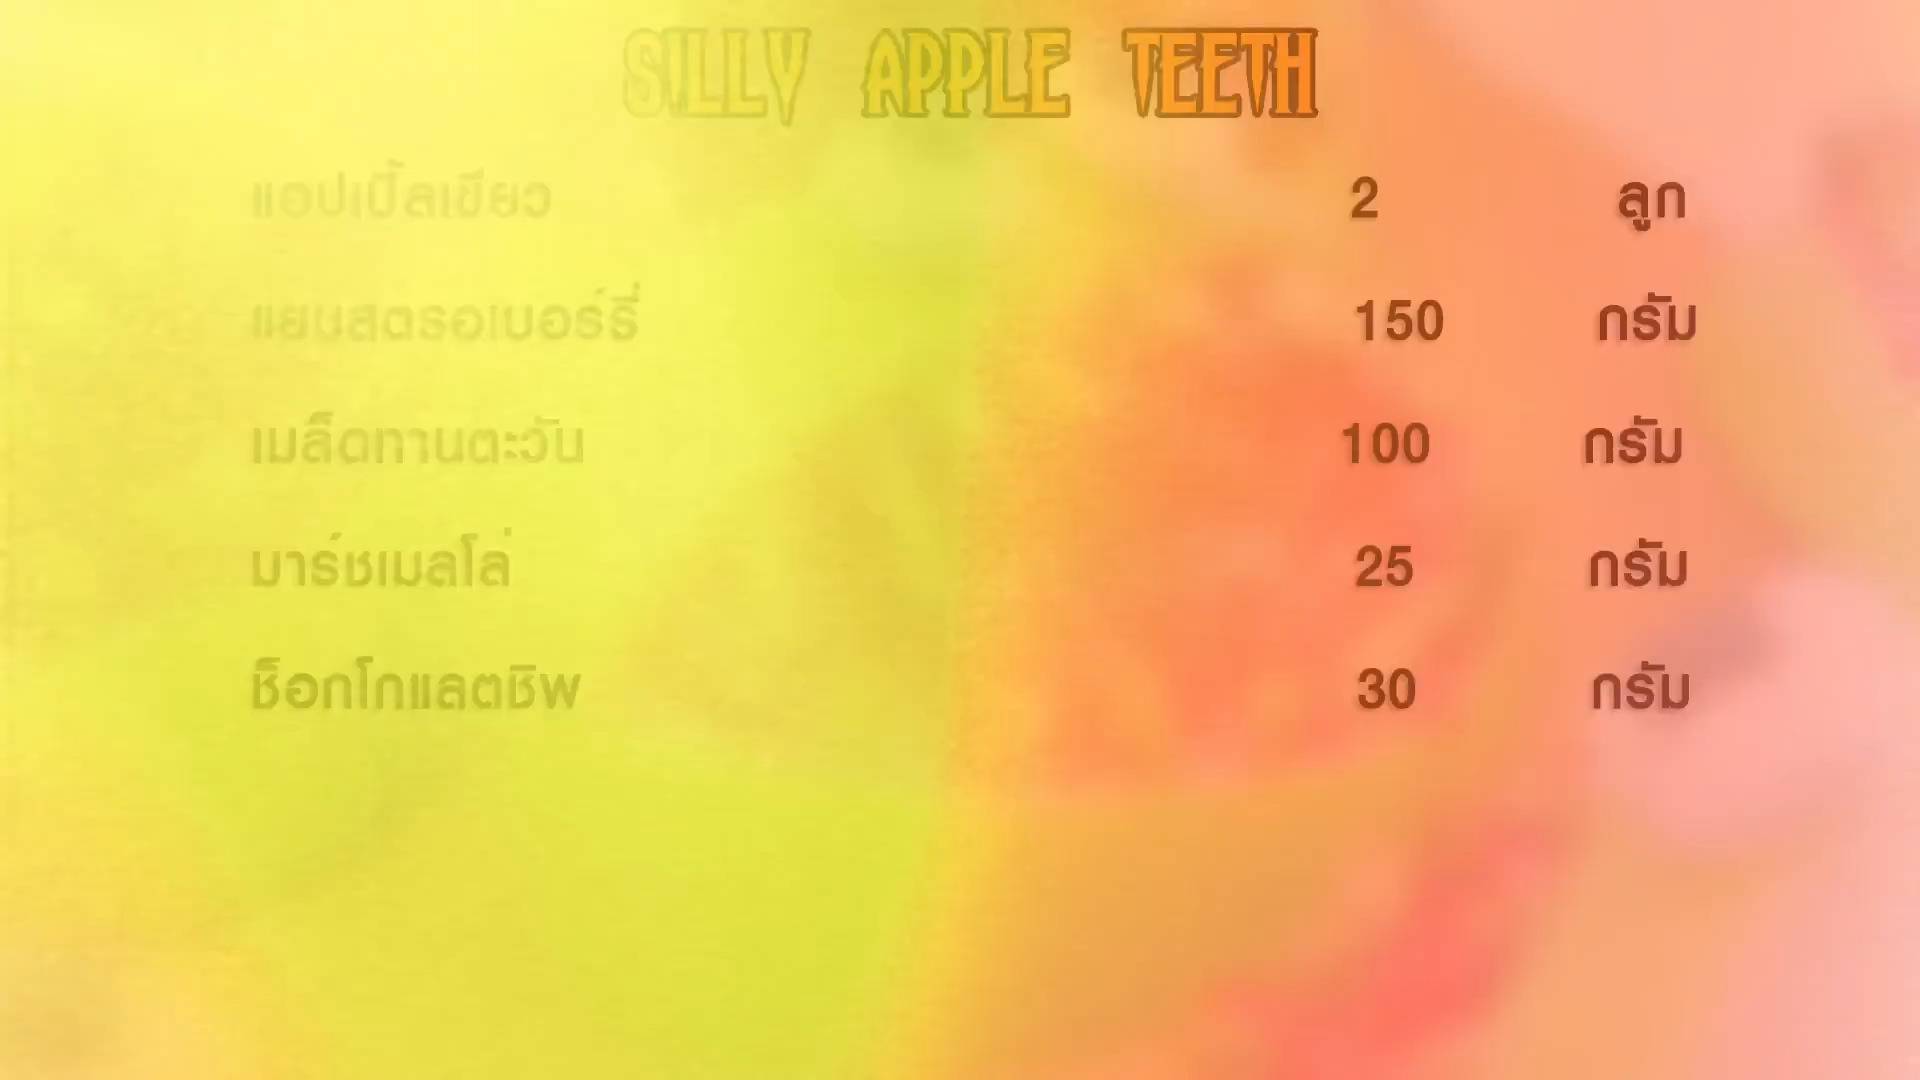 SILLY APPLE TEETH
แอปเปิ้ลเขียว 2 ลูก
แยมสตรอเบอร์รี่ 150 กรัม
เมล็ดทานตะวัน 100 กรัม
มาร์ชเมลโล่ 25 กรัม
ช็อกโกแลตชิพ 30 กรัม